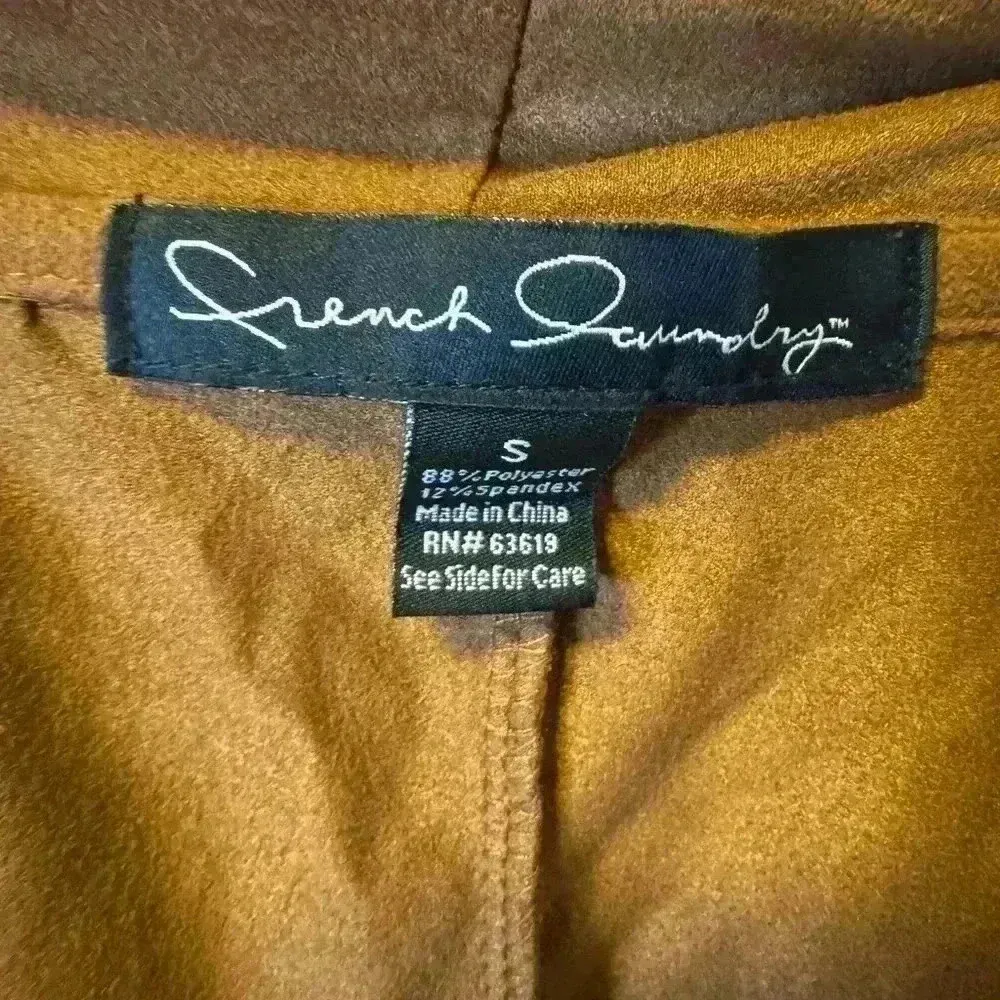 French Laundry™
S
88% Polyester
12% Spandex
Made in China
RN# 63619
See Side For Care